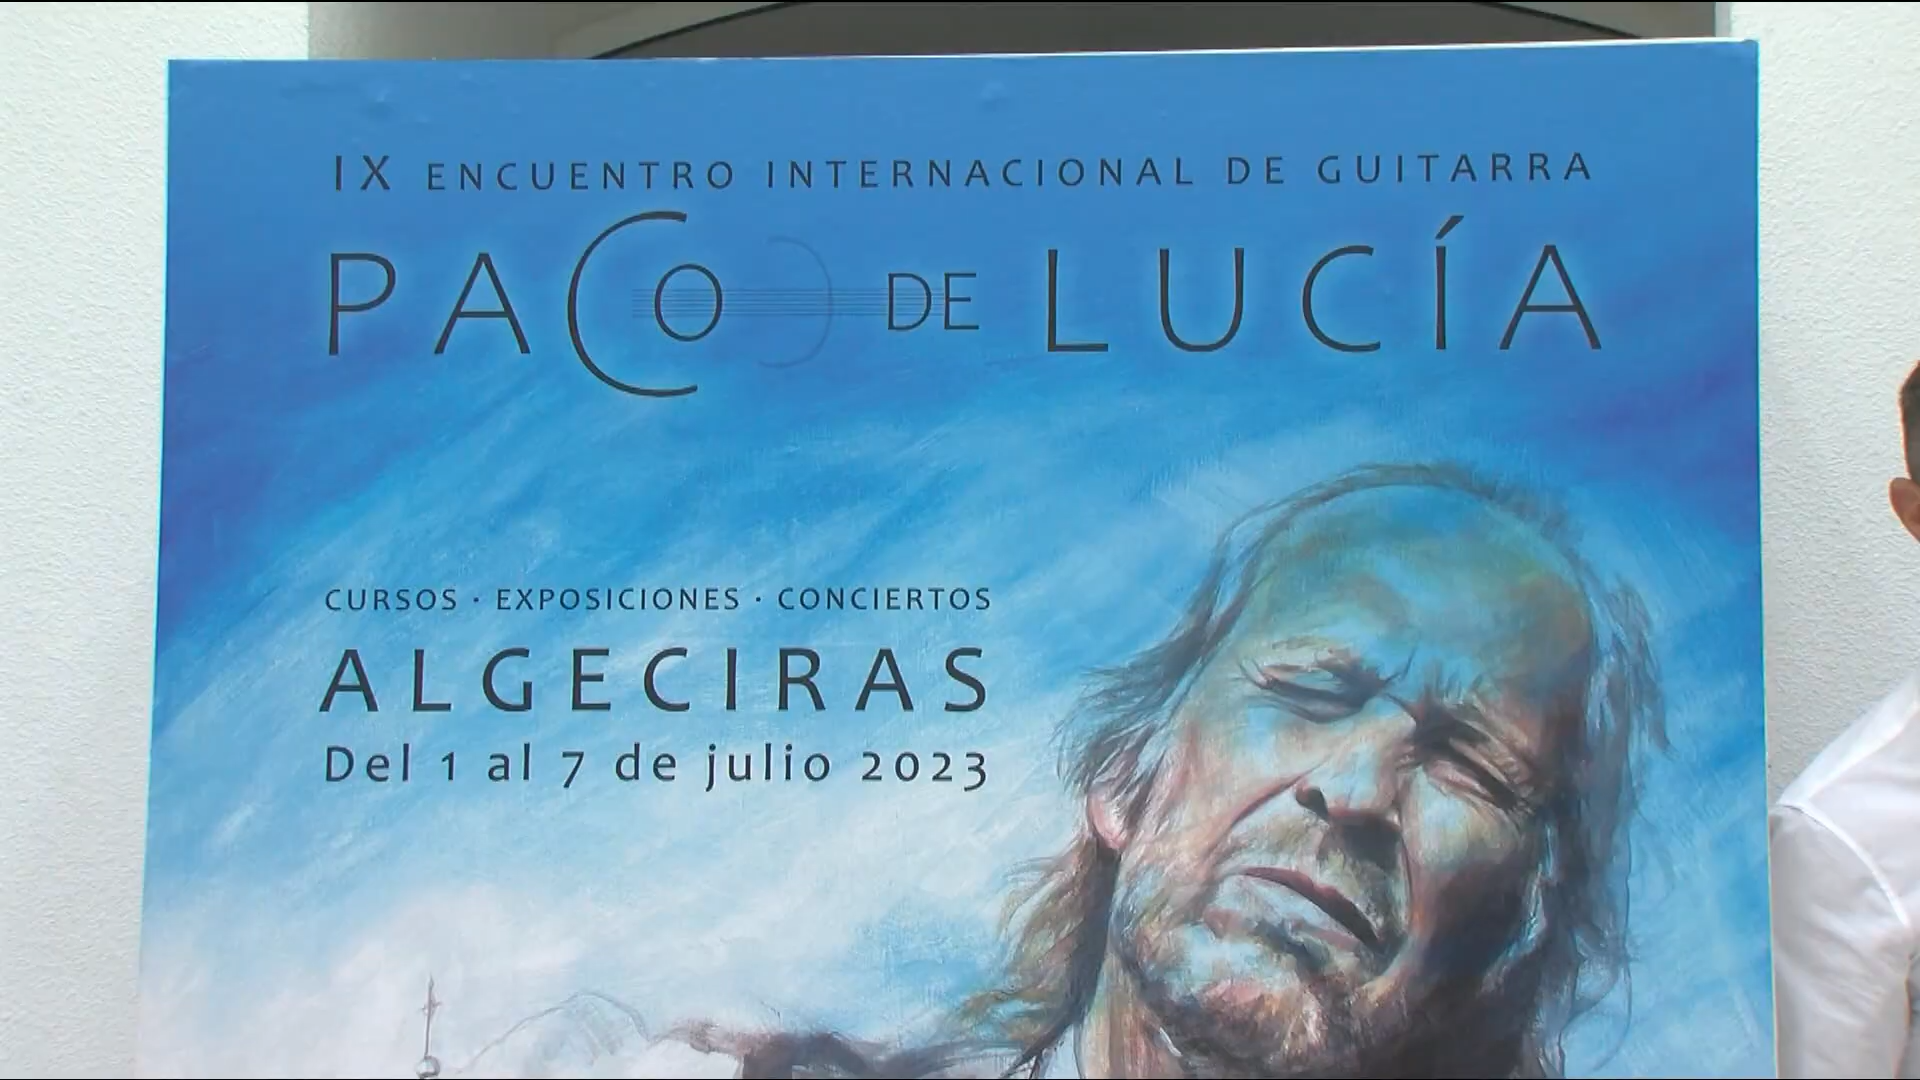 IX ENCUENTRO INTERNACIONAL DE GUITARRA
PACO DE LUCÍA
CURSOS · EXPOSICIONES · CONCIERTOS
ALGECIRAS
Del 1 al 7 de julio 2023